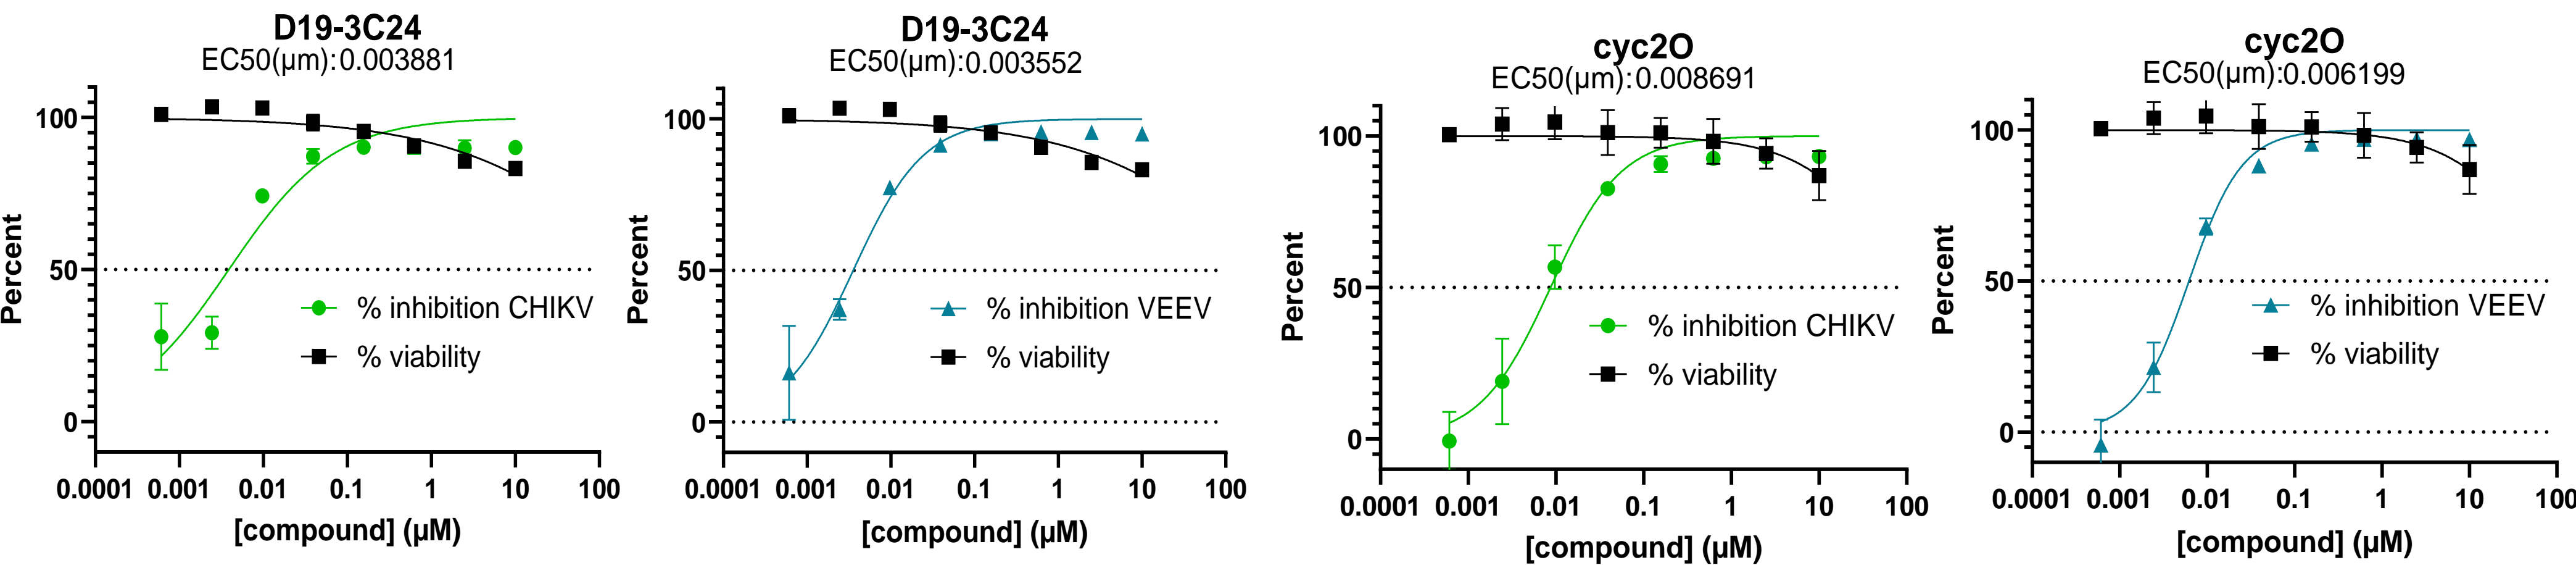 D19-3C24
EC50(μm):0.003881
Percent
100
50
0
% inhibition CHIKV
% viability
0.0001 0.001 0.01 0.1 1 10 100
[compound] (μM)
D19-3C24
EC50(μm):0.003552
Percent
100
50
0
% inhibition VEEV
% viability
0.0001 0.001 0.01 0.1 1 10 100
[compound] (μM)
cyc2O
EC50(μm):0.008691
Percent
100
50
0
% inhibition CHIKV
% viability
0.0001 0.001 0.01 0.1 1 10 100
[compound] (μM)
cyc2O
EC50(μm):0.006199
Percent
100
50
0
% inhibition VEEV
% viability
0.0001 0.001 0.01 0.1 1 10 100
[compound] (μM)